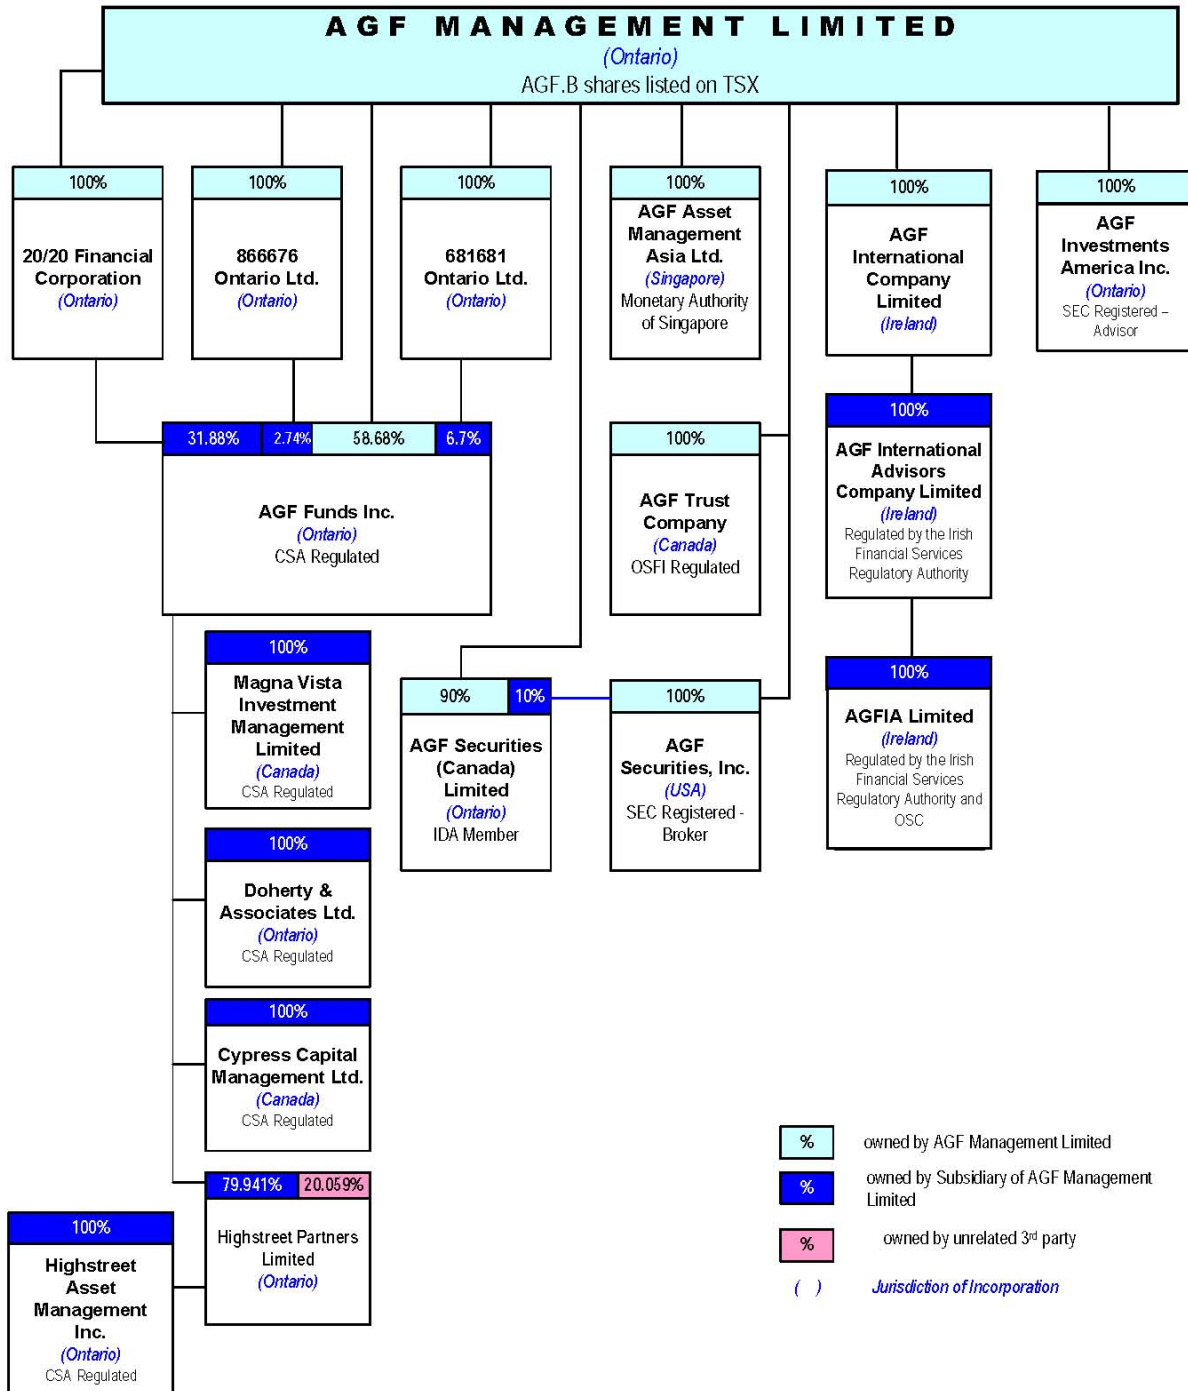 AGF MANAGEMENT LIMITED
(Ontario)
AGF.B shares listed on TSX
100%
20/20 Financial
Corporation
(Ontario)
100%
866676
Ontario Ltd.
(Ontario)
100%
681681
Ontario Ltd.
(Ontario)
100%
AGF Asset
Management
Asia Ltd.
(Singapore)
Monetary Authority
of Singapore
100%
AGF
International
Company
Limited
(Ireland)
100%
AGF
Investments
America Inc.
(Ontario)
SEC Registered –
Advisor
31.88% 2.74% 58.68% 6.7%
AGF Funds Inc.
(Ontario)
CSA Regulated
100%
AGF Trust
Company
(Canada)
OSFI Regulated
100%
AGF International
Advisors
Company Limited
(Ireland)
Regulated by the Irish
Financial Services
Regulatory Authority
100%
Magna Vista
Investment
Management
Limited
(Canada)
CSA Regulated
90% 10%
AGF Securities
(Canada)
Limited
(Ontario)
IDA Member
100%
AGF
Securities, Inc.
(USA)
SEC Registered -
Broker
100%
AGFIA Limited
(Ireland)
Regulated by the Irish
Financial Services
Regulatory Authority and
OSC
100%
Doherty &
Associates Ltd.
(Ontario)
CSA Regulated
100%
Cypress Capital
Management Ltd.
(Canada)
CSA Regulated
79.941% 20.059%
Highstreet Partners
Limited
(Ontario)
100%
Highstreet
Asset
Management
Inc.
(Ontario)
CSA Regulated
% owned by AGF Management Limited
% owned by Subsidiary of AGF Management
Limited
% owned by unrelated 3rd party
( ) Jurisdiction of Incorporation